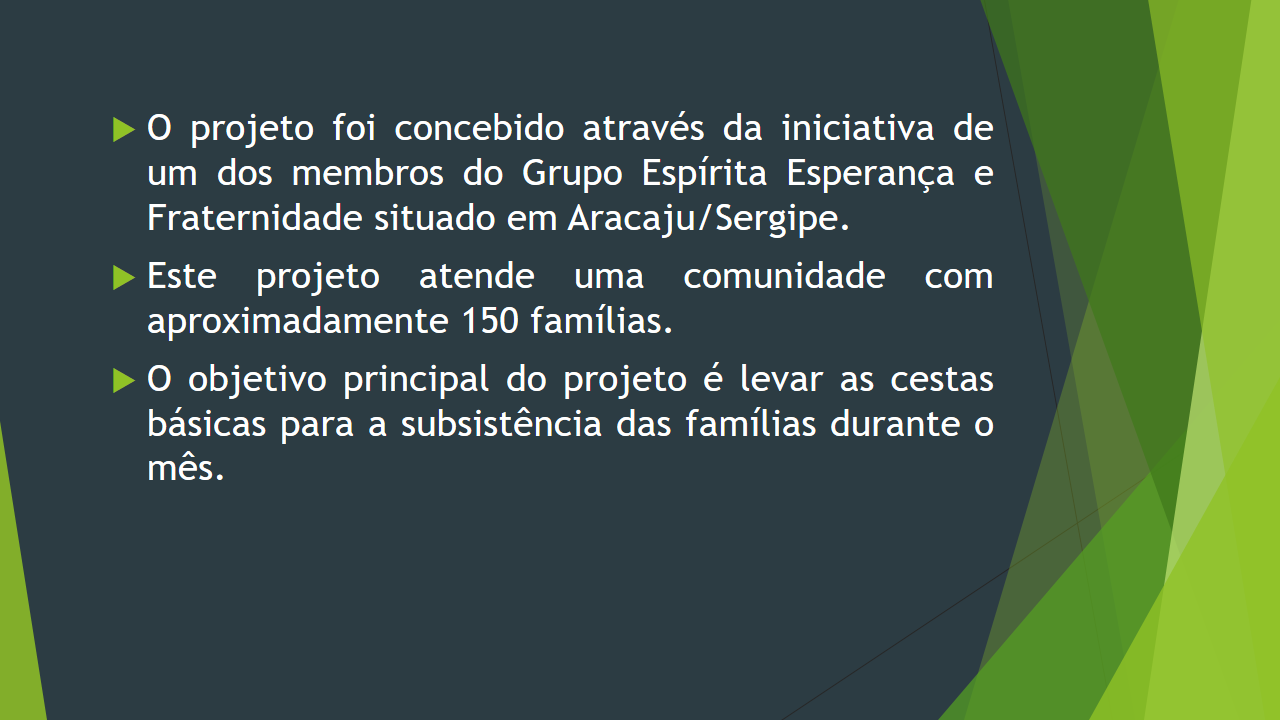 O projeto foi concebido através da iniciativa de
um dos membros do Grupo Espírita Esperança e
Fraternidade situado em Aracaju/Sergipe.
Este projeto atende uma comunidade com
aproximadamente 150 famílias.
O objetivo principal do projeto é levar as cestas
básicas para a subsistência das famílias durante o
mês.